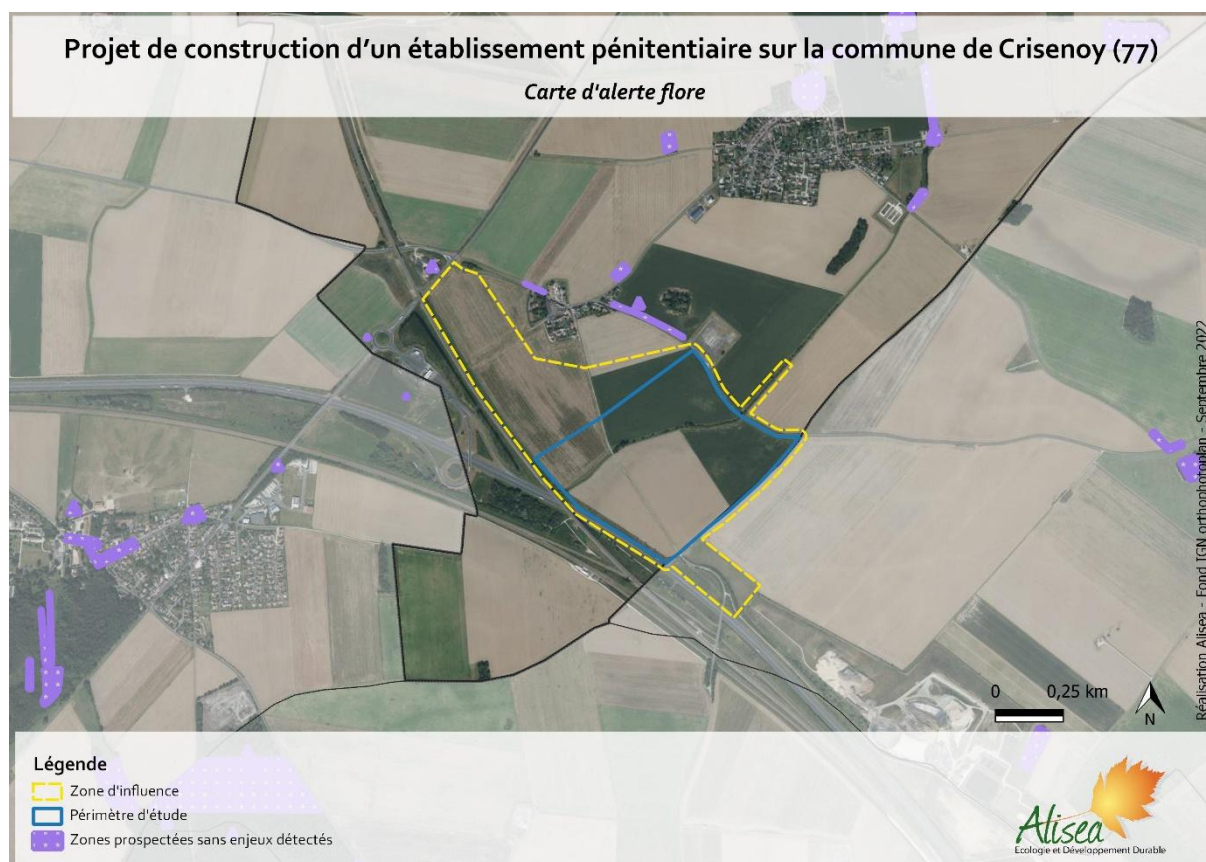 Projet de construction d'un établissement pénitentiaire sur la commune de Crisenoy (77)
Carte d'alerte flore
Réalisation Alisea - Fond IGN orthophotoplan - Septembre 2022
0 0,25 km
N
Légende
Zone d'influence
Périmètre d'étude
Zones prospectées sans enjeux détectés
Alisea
Ecologie et Développement Durable